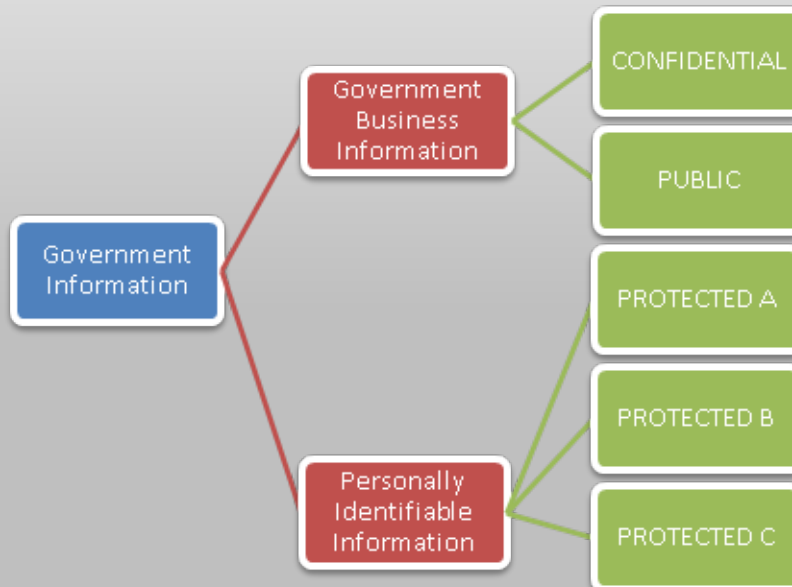 Government
Information
Government
Business
Information
Personally
Identifiable
Information
CONFIDENTIAL
PUBLIC
PROTECTED A
PROTECTED B
PROTECTED C